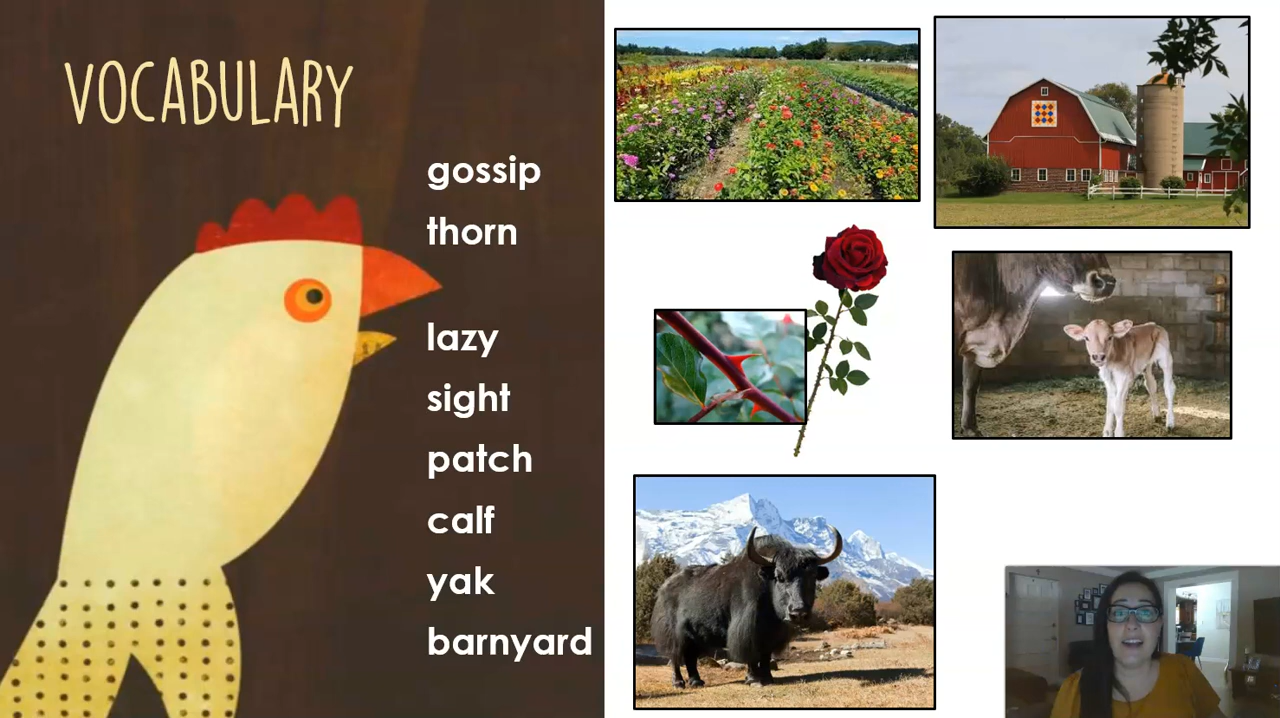 VOCABULARY
gossip
thorn
lazy
sight
patch
calf
yak
barnyard